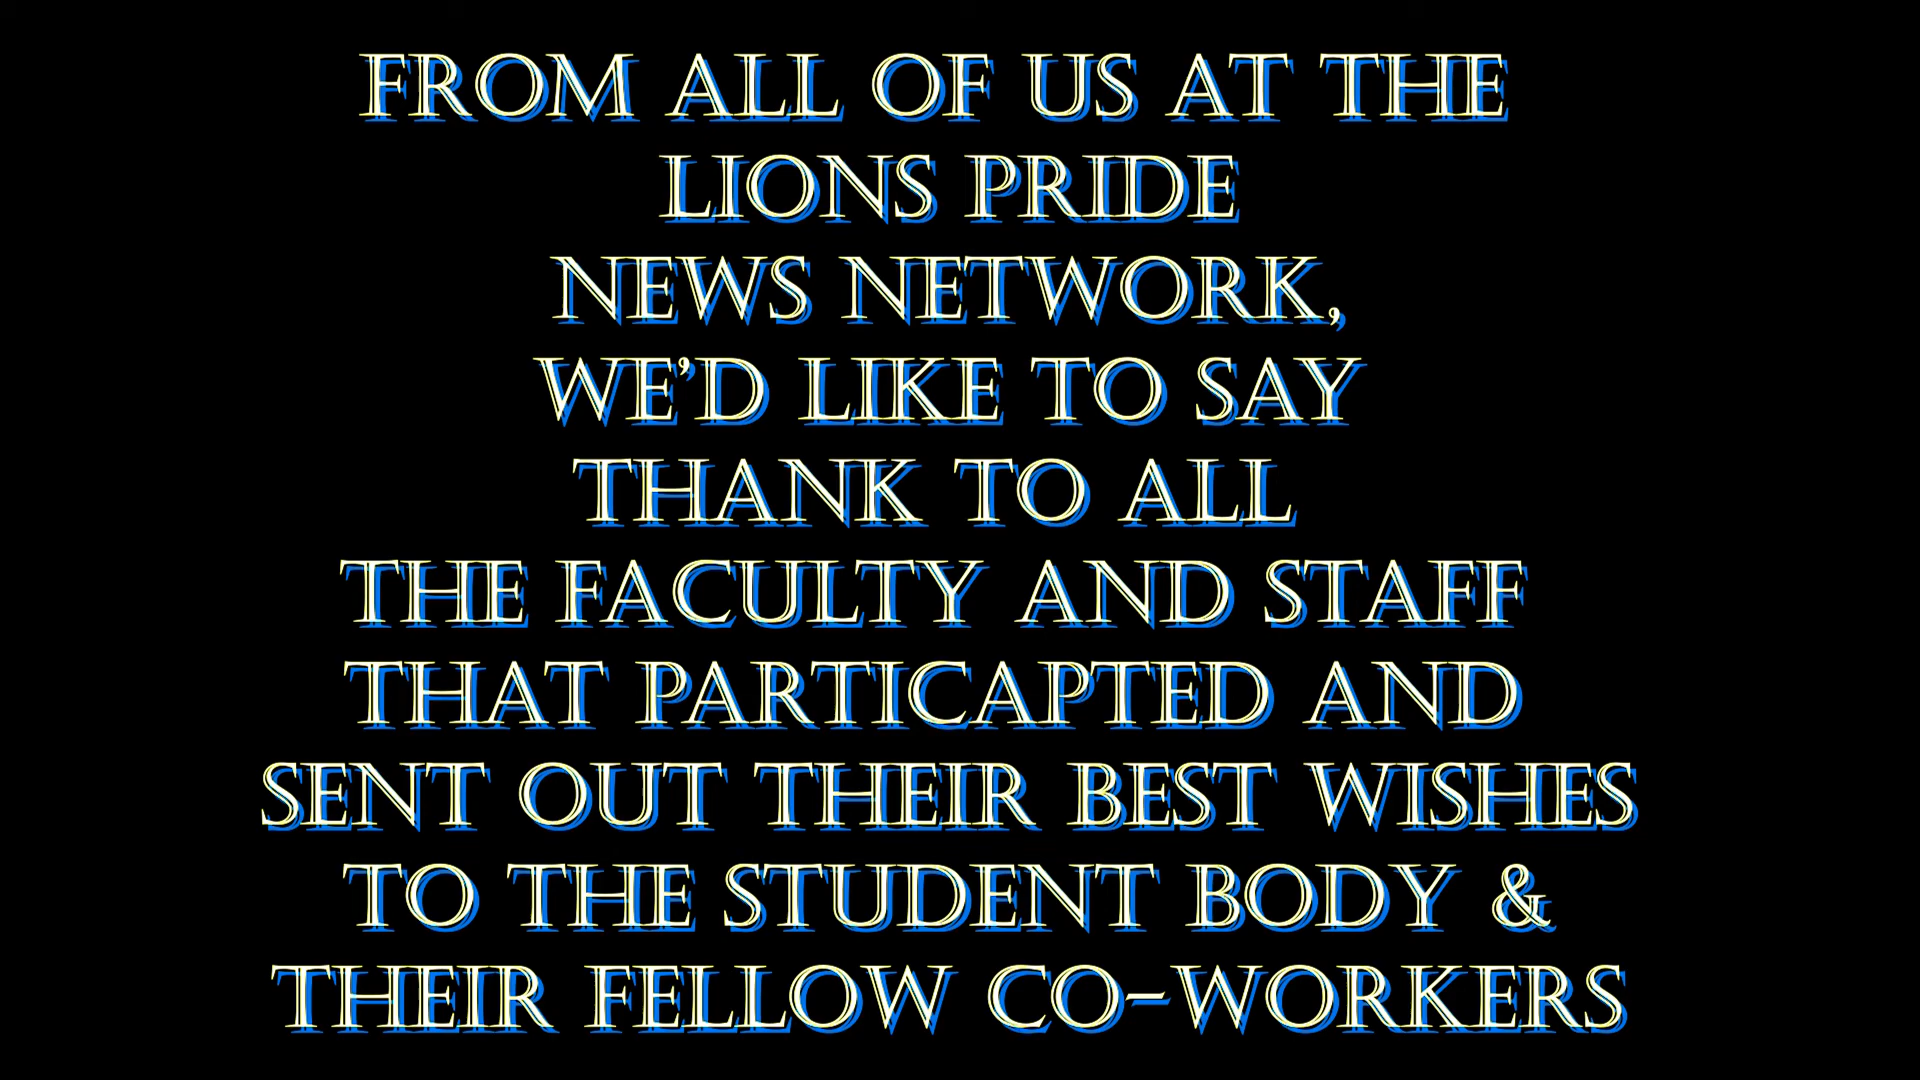 FROM ALL OF US AT THE
LIONS PRIDE
NEWS NETWORK,
WE'D LIKE TO SAY
THANK TO ALL
THE FACULTY AND STAFF
THAT PARTICAPTED AND
SENT OUT THEIR BEST WISHES
TO THE STUDENT BODY &
THEIR FELLOW CO-WORKERS